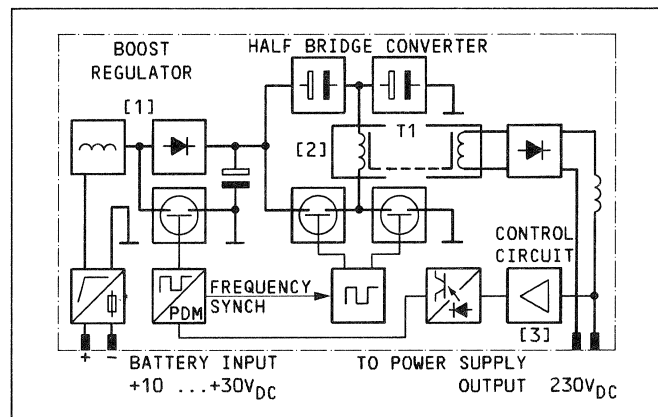 BOOST REGULATOR
HALF BRIDGE CONVERTER
[1]
[2]
T1
CONTROL CIRCUIT
FREQUENCY SYNCH
PDM
[3]
+ -
BATTERY INPUT
+10 ...+30VDC
TO POWER SUPPLY
OUTPUT 230VDC